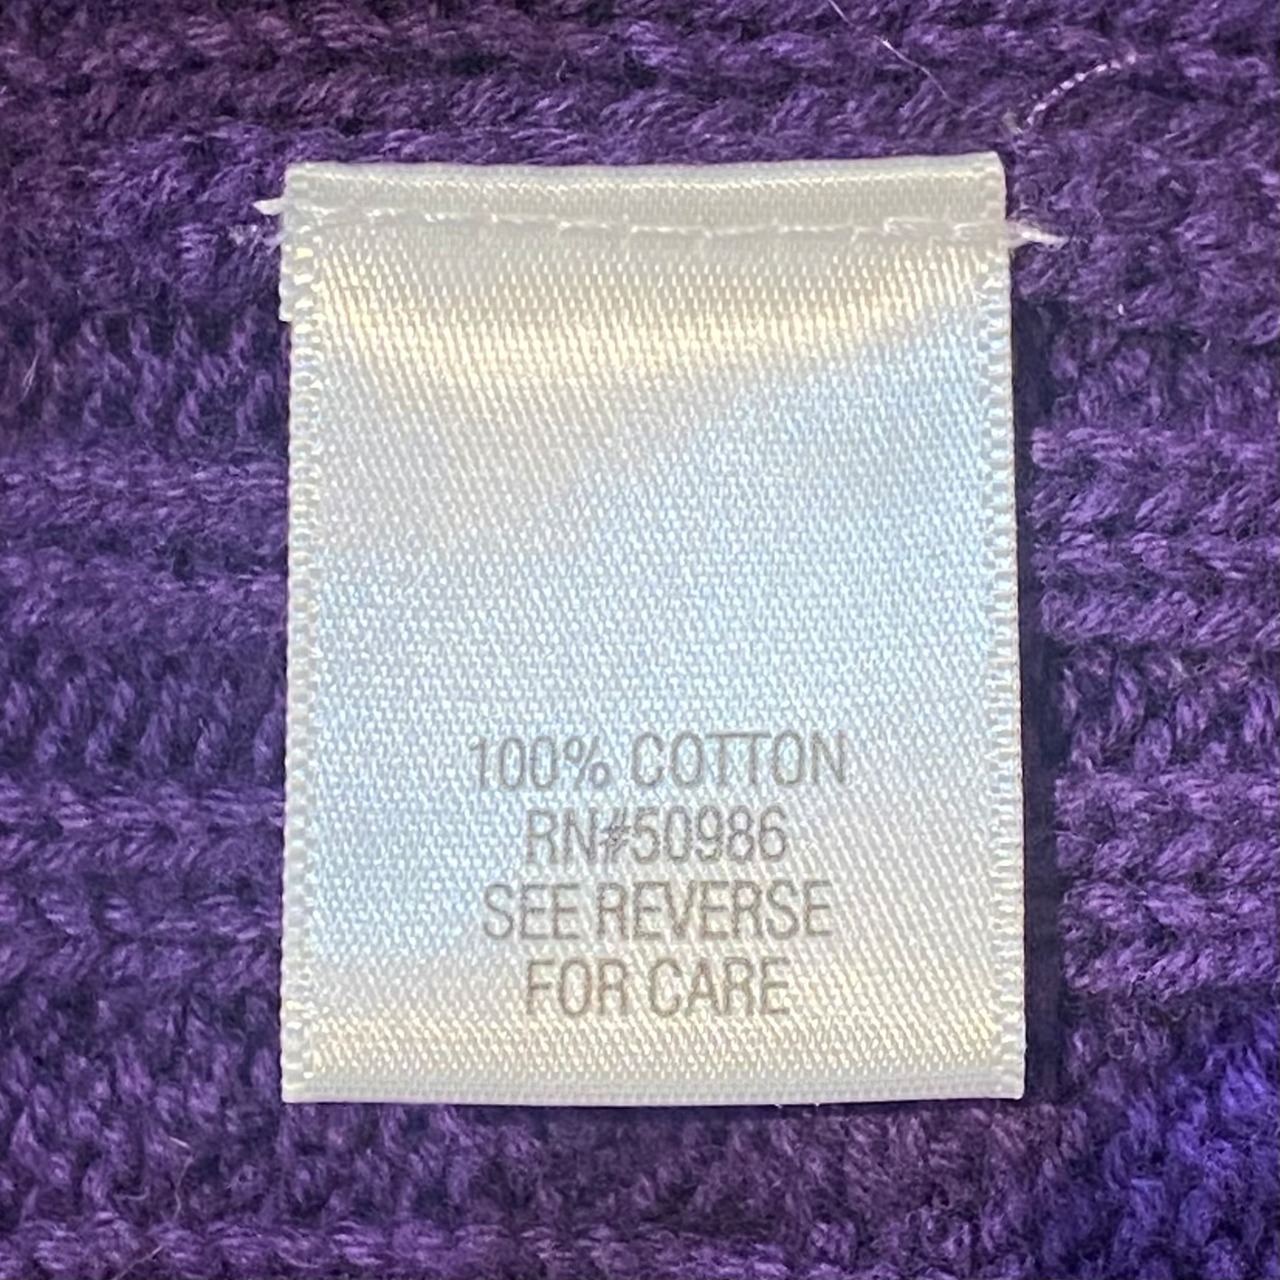 100% COTTON
RN#50986
SEE REVERSE
FOR CARE